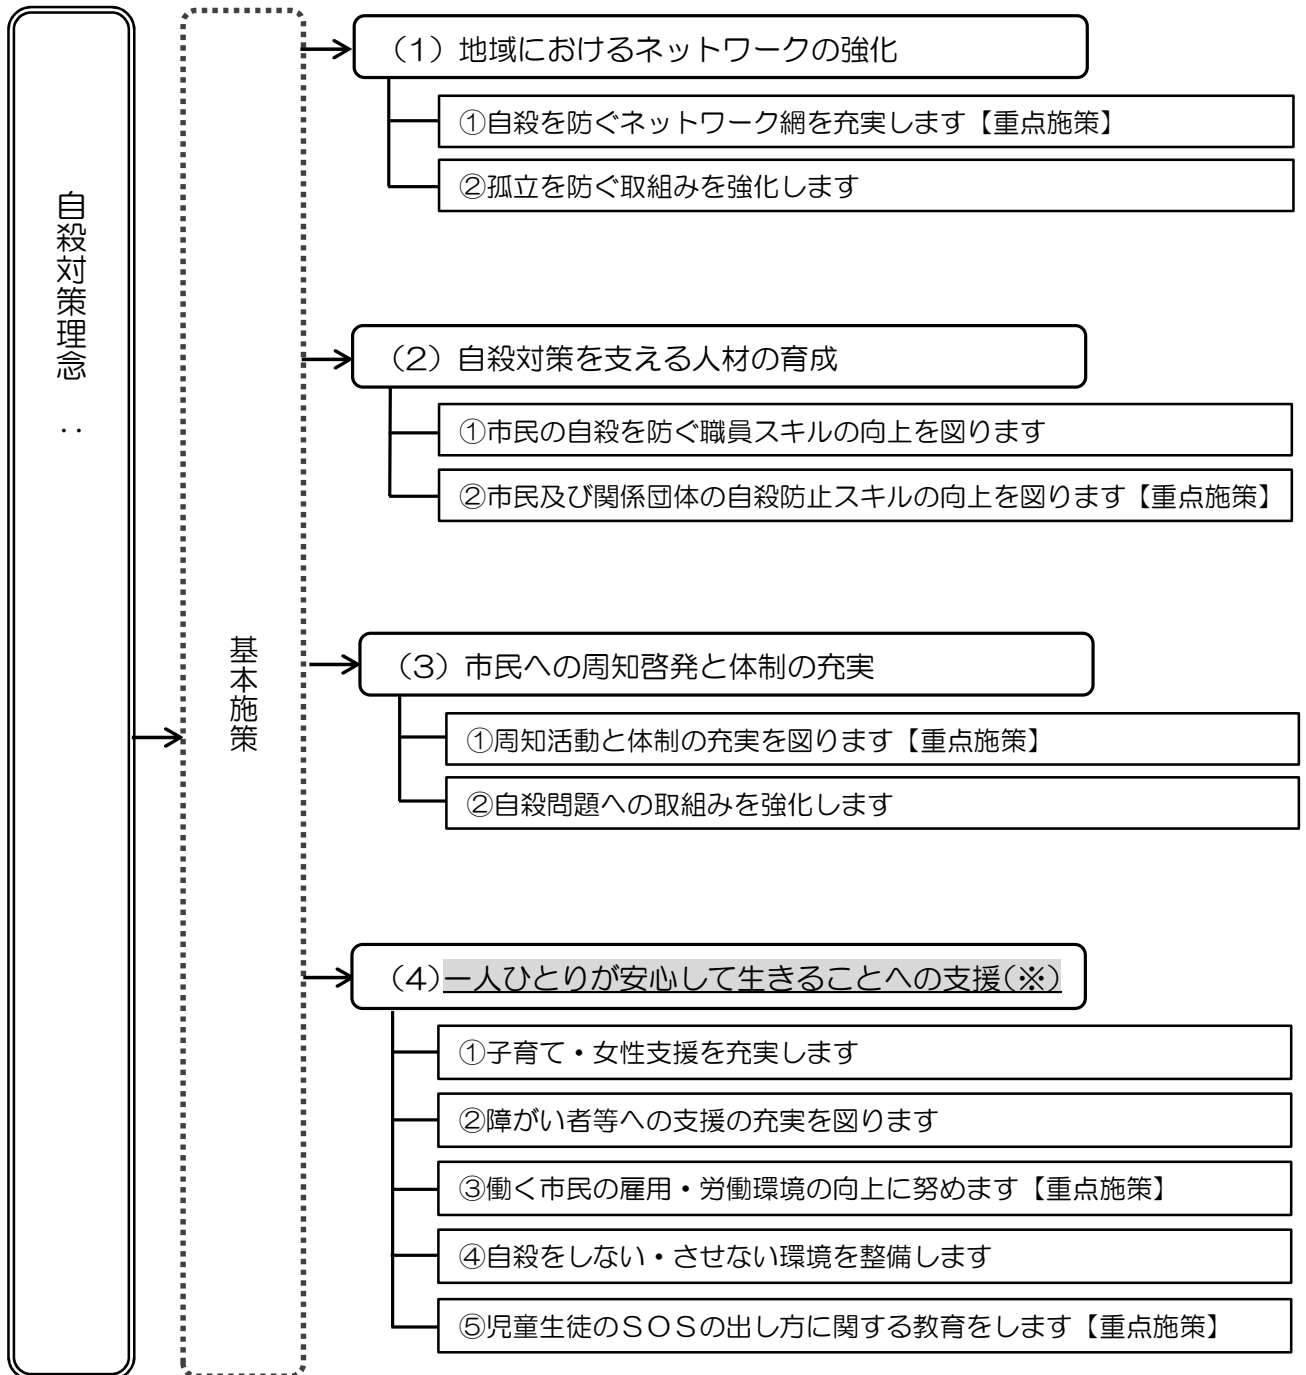 自殺対策理念 :
基本施策
（1）地域におけるネットワークの強化
①自殺を防ぐネットワーク網を充実します【重点施策】
②孤立を防ぐ取組みを強化します
（2）自殺対策を支える人材の育成
①市民の自殺を防ぐ職員スキルの向上を図ります
②市民及び関係団体の自殺防止スキルの向上を図ります【重点施策】
（3）市民への周知啓発と体制の充実
①周知活動と体制の充実を図ります【重点施策】
②自殺問題への取組みを強化します
（4）一人ひとりが安心して生きることへの支援(※)
①子育て・女性支援を充実します
②障がい者等への支援の充実を図ります
③働く市民の雇用・労働環境の向上に努めます【重点施策】
④自殺をしない・させない環境を整備します
⑤児童生徒のＳＯＳの出し方に関する教育をします【重点施策】